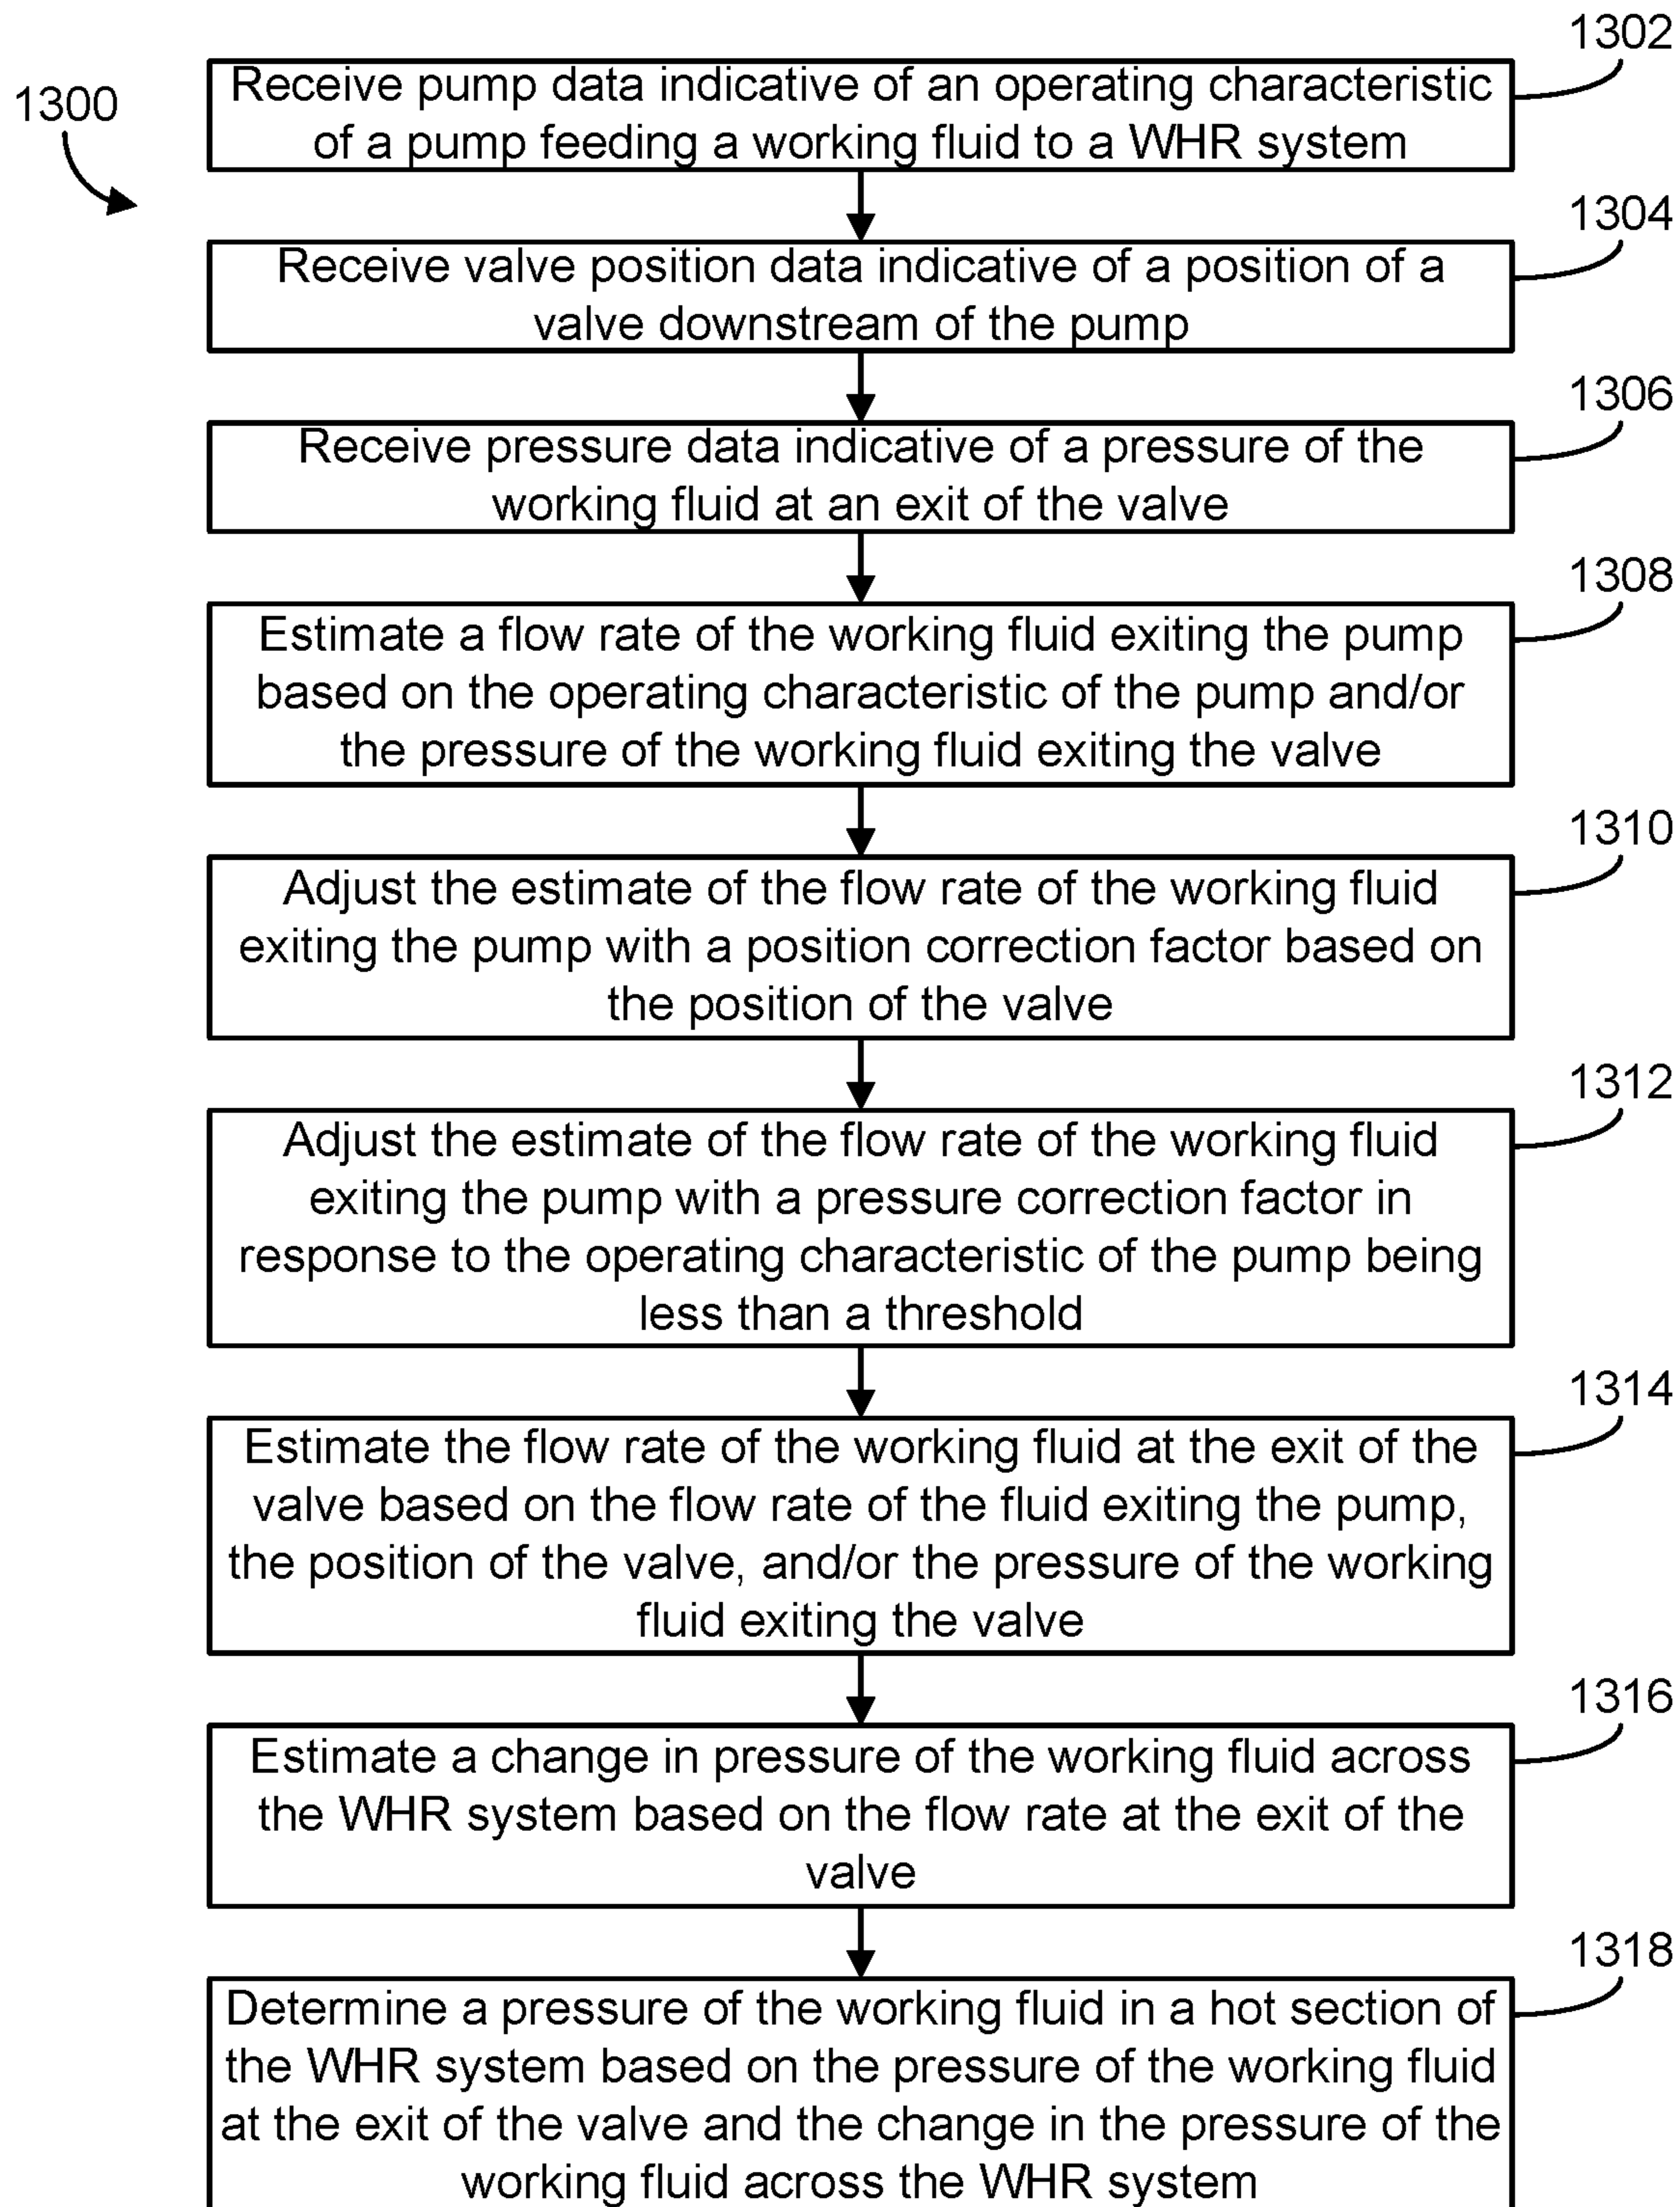 1300
1302
Receive pump data indicative of an operating characteristic
of a pump feeding a working fluid to a WHR system
1304
Receive valve position data indicative of a position of a
valve downstream of the pump
1306
Receive pressure data indicative of a pressure of the
working fluid at an exit of the valve
1308
Estimate a flow rate of the working fluid exiting the pump
based on the operating characteristic of the pump and/or
the pressure of the working fluid exiting the valve
1310
Adjust the estimate of the flow rate of the working fluid
exiting the pump with a position correction factor based on
the position of the valve
1312
Adjust the estimate of the flow rate of the working fluid
exiting the pump with a pressure correction factor in
response to the operating characteristic of the pump being
less than a threshold
1314
Estimate the flow rate of the working fluid at the exit of the
valve based on the flow rate of the fluid exiting the pump,
the position of the valve, and/or the pressure of the working
fluid exiting the valve
1316
Estimate a change in pressure of the working fluid across
the WHR system based on the flow rate at the exit of the
valve
1318
Determine a pressure of the working fluid in a hot section of
the WHR system based on the pressure of the working fluid
at the exit of the valve and the change in the pressure of the
working fluid across the WHR system